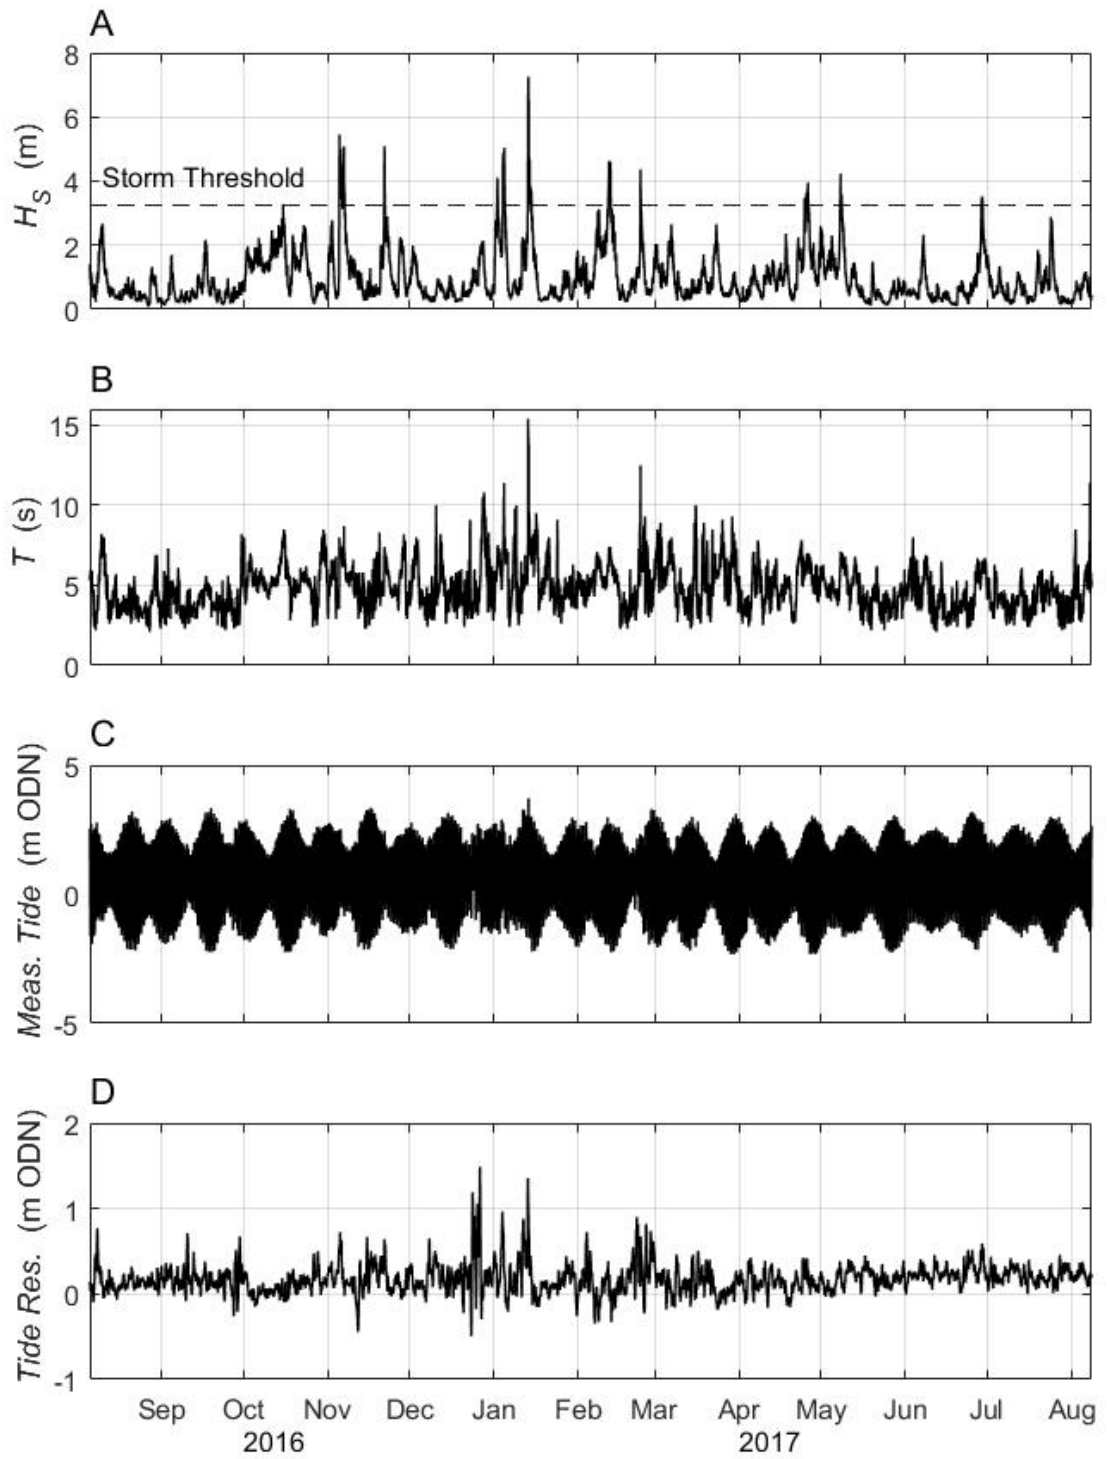 A
8
6
4
2
0
H_S (m)
Storm Threshold
B
15
10
5
0
T (s)
C
5
0
-5
Meas. Tide (m ODN)
D
2
1
0
-1
Tide Res. (m ODN)
Sep Oct Nov Dec Jan Feb Mar Apr May Jun Jul Aug
2016 2017